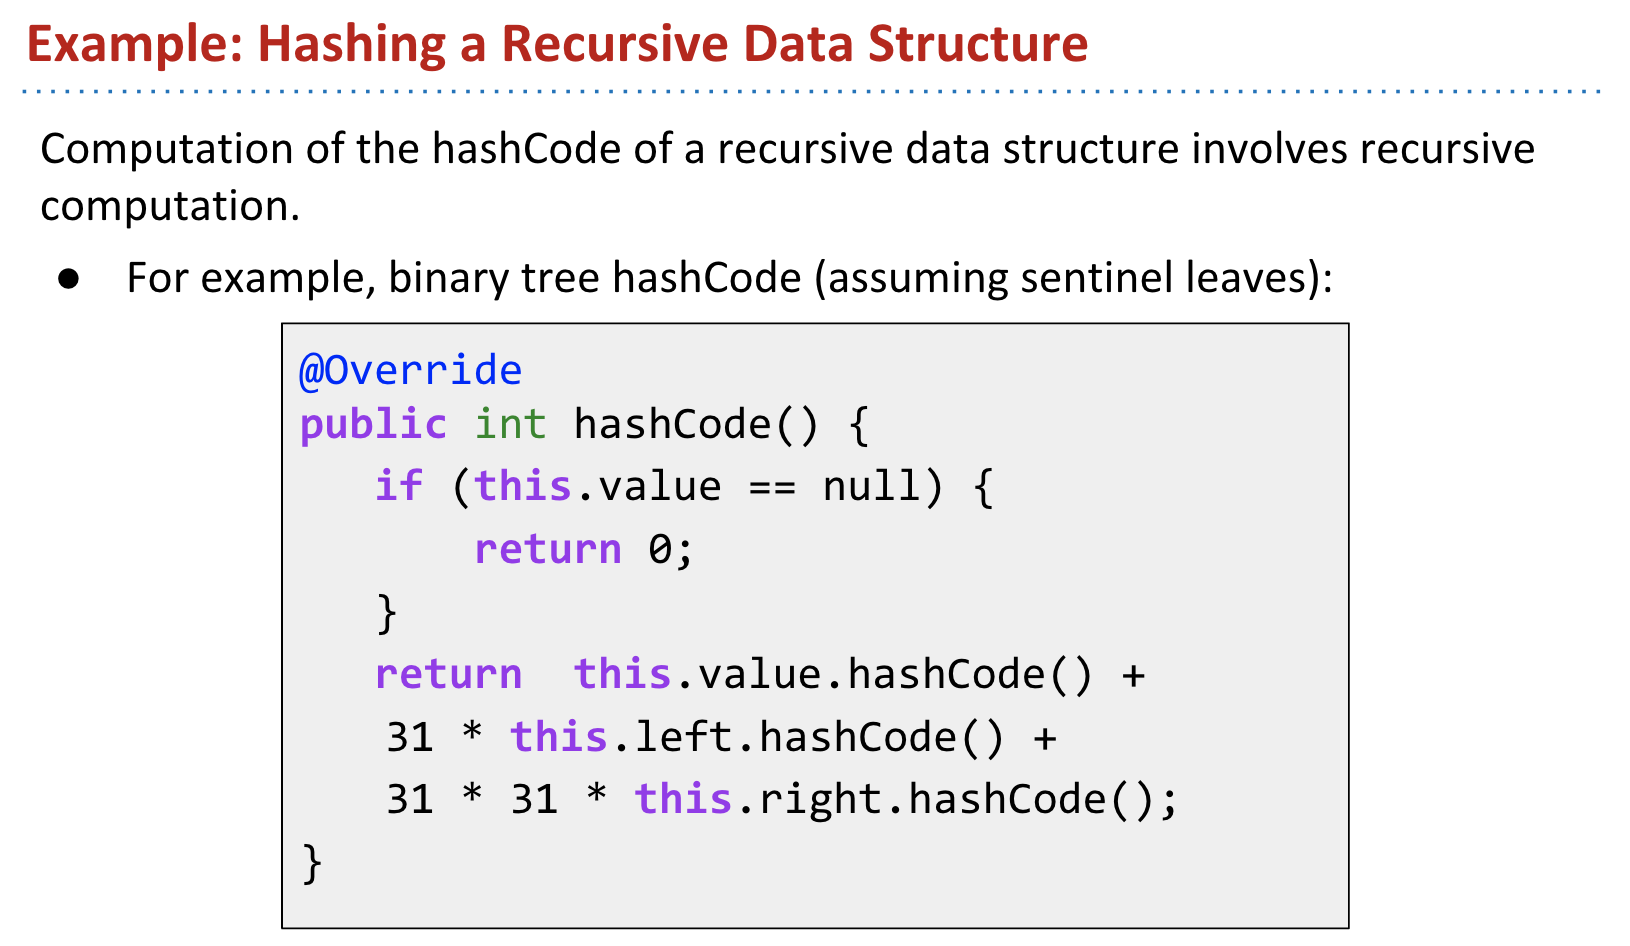 Example: Hashing a Recursive Data Structure
Computation of the hashCode of a recursive data structure involves recursive
computation.
● For example, binary tree hashCode (assuming sentinel leaves):
@Override
public int hashCode() {
   if (this.value == null) {
       return 0;
   }
   return  this.value.hashCode() +
   31 * this.left.hashCode() +
   31 * 31 * this.right.hashCode();
}